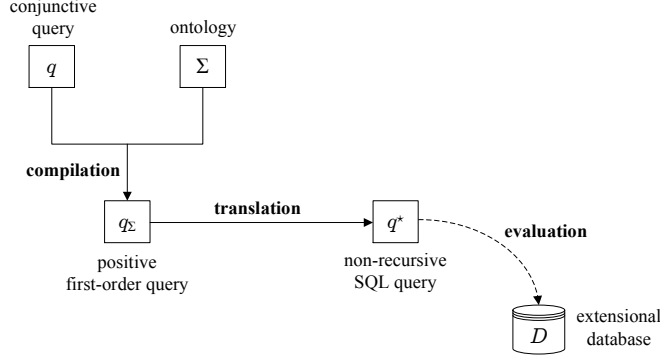 conjunctive
query
ontology
q
Σ
compilation
q_Σ
translation
q⋆
evaluation
positive
first-order query
non-recursive
SQL query
D
extensional
database